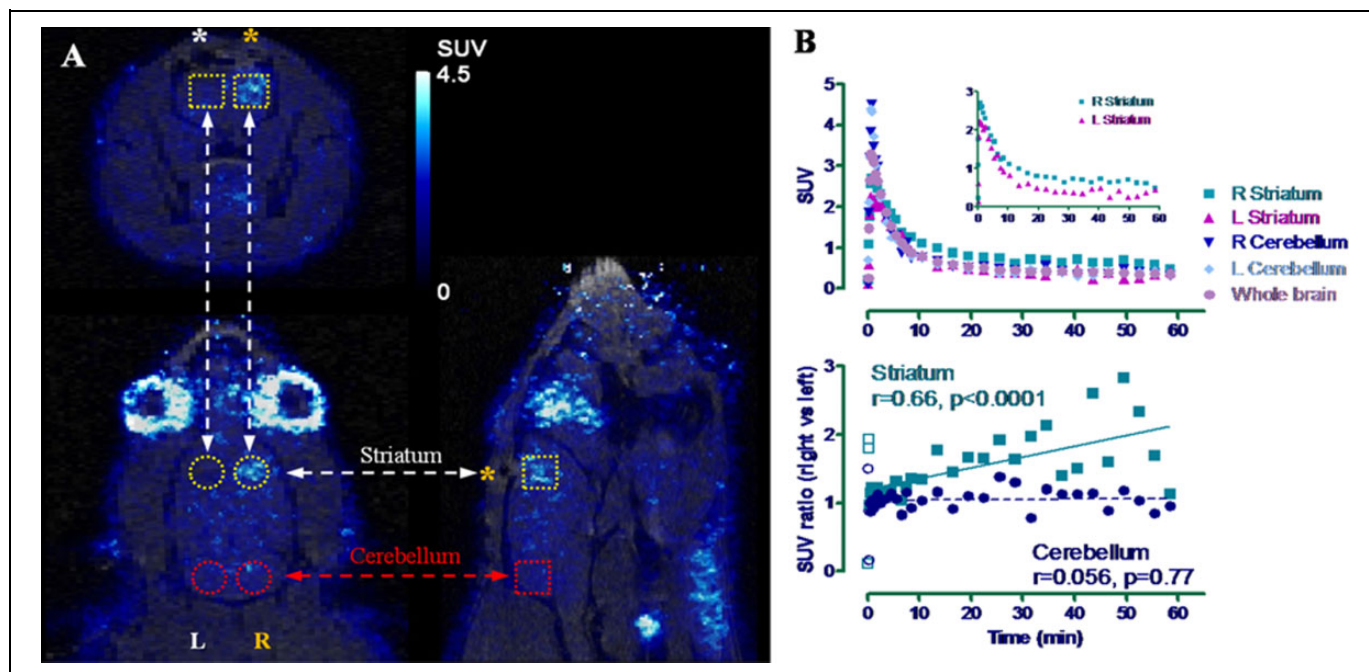 A
* *
SUV
4.5
0
Striatum
*
Cerebellum
L R
B
5
4
3
2
1
0
SUV
3
2
1
0
0 10 20 30 40 50 60
R Striatum
L Striatum
0 10 20 30 40 50 60
R Striatum
L Striatum
R Cerebellum
L Cerebellum
Whole brain
3
2
1
0
SUV ratio (right vs left)
Striatum
r=0.66, p<0.0001
Cerebellum
r=0.056, p=0.77
0 10 20 30 40 50 60
Time (min)